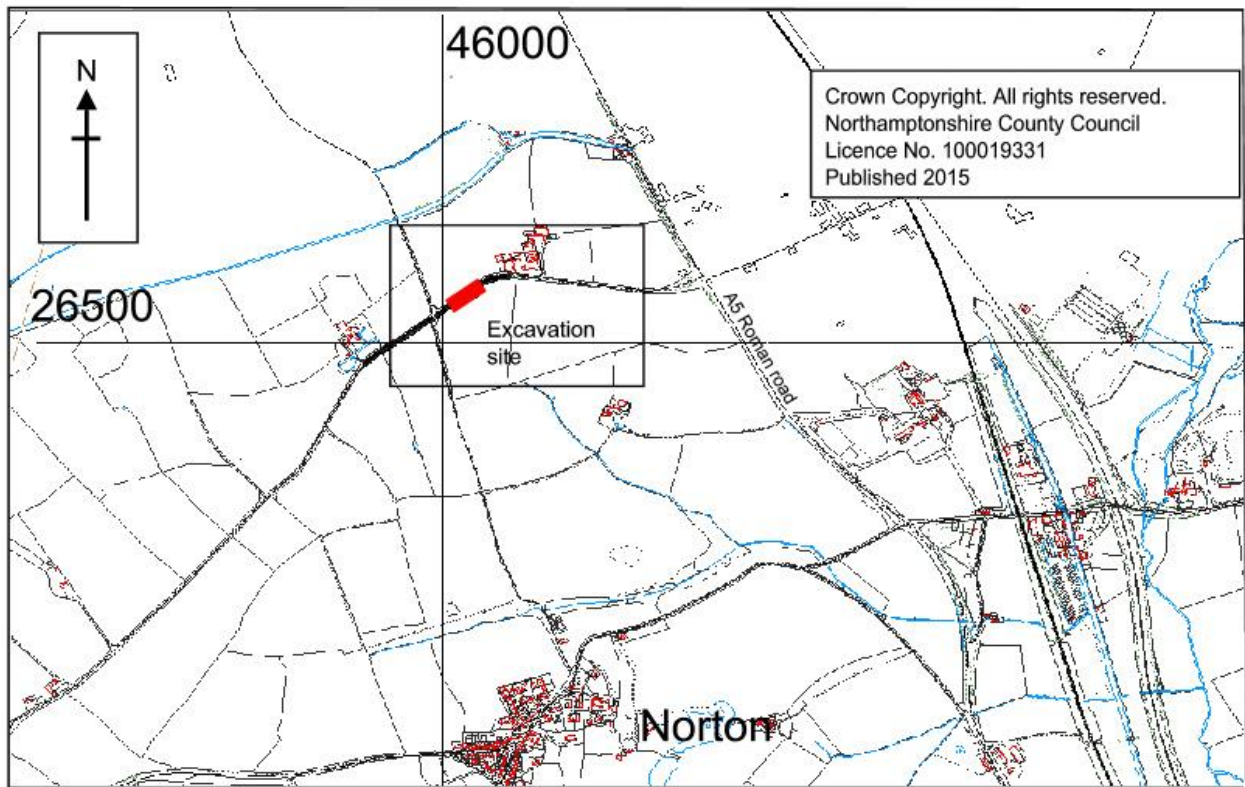 46000
N
Crown Copyright. All rights reserved.
Northamptonshire County Council
Licence No. 100019331
Published 2015
26500
Excavation
site
A5 Roman road
Norton